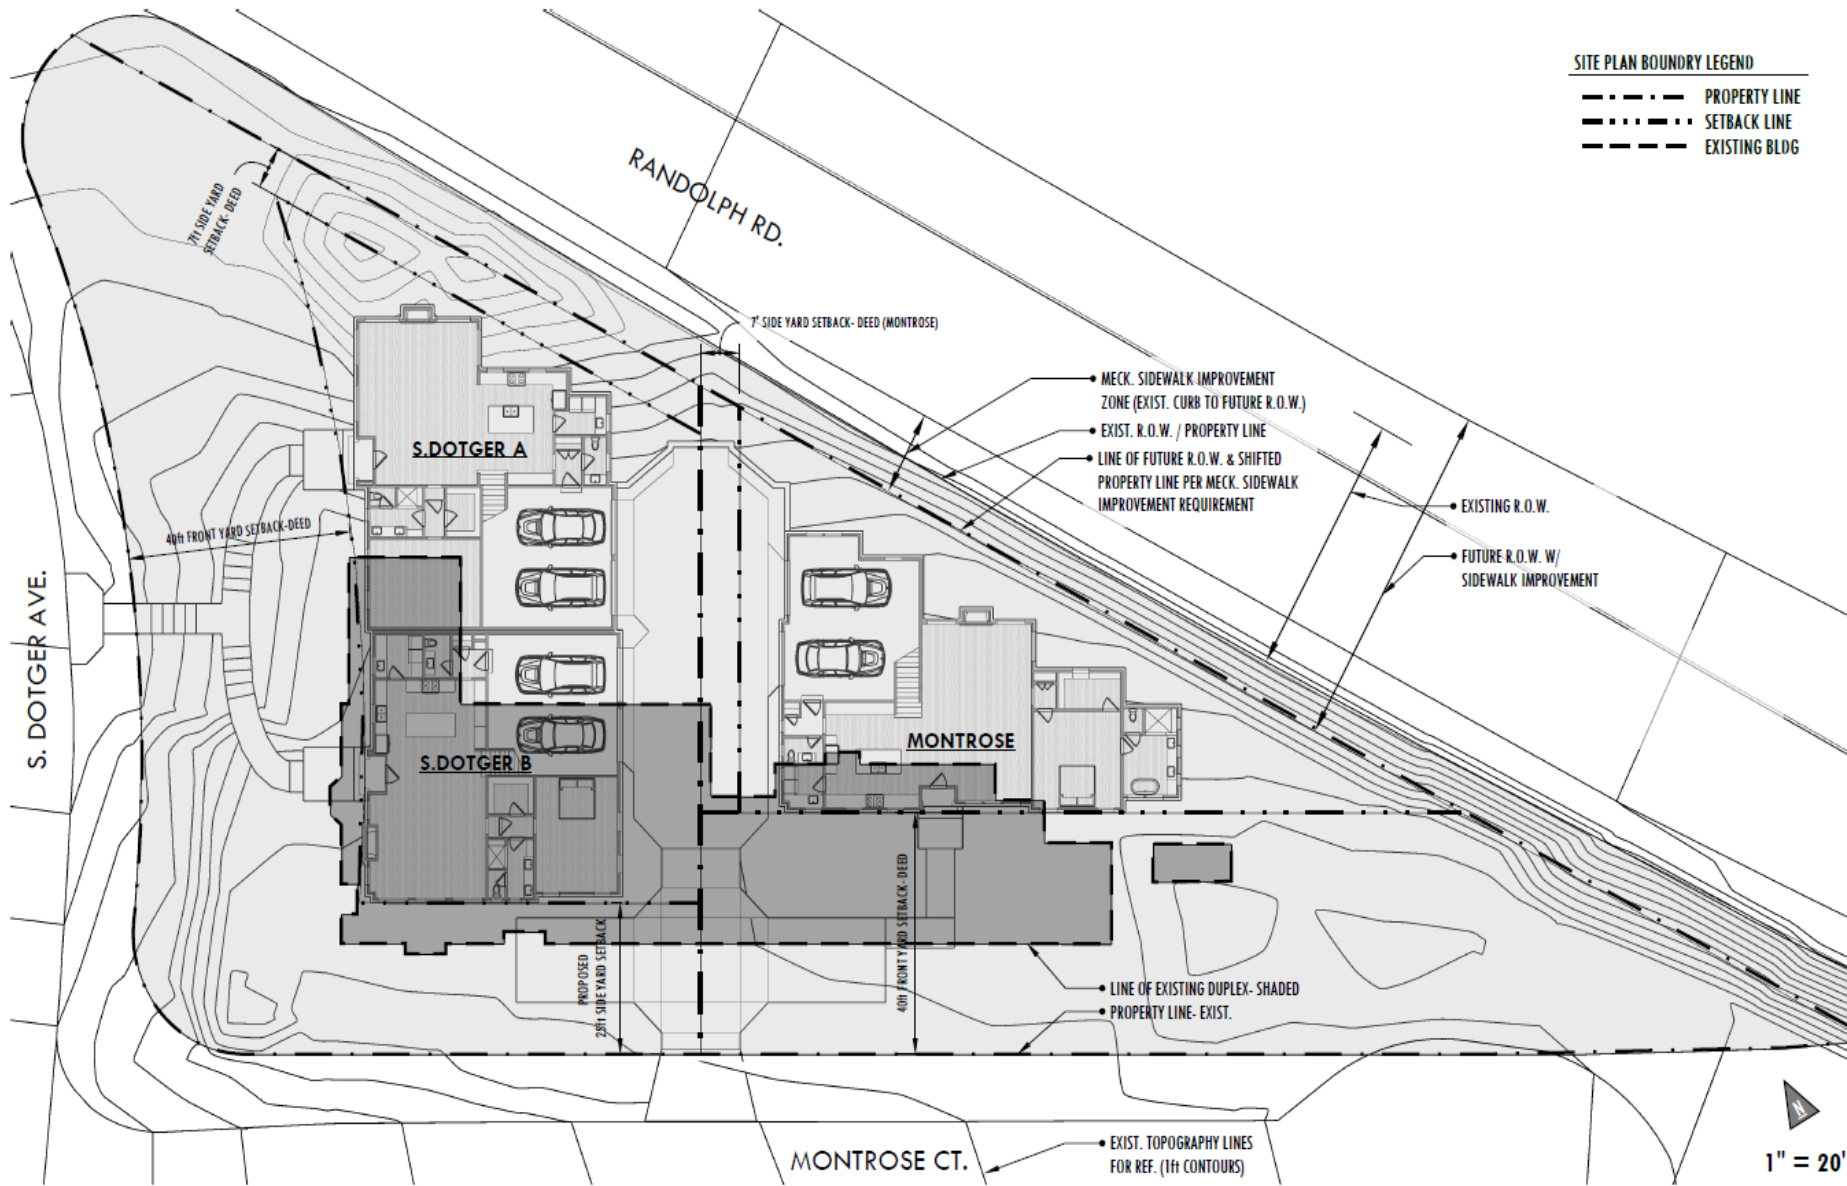 SITE PLAN BOUNDRY LEGEND
PROPERTY LINE
SETBACK LINE
EXISTING BLDG
RANDOLPH RD.
7ft SIDE YARD
SETBACK- DEED
7' SIDE YARD SETBACK- DEED (MONTROSE)
MECK. SIDEWALK IMPROVEMENT
ZONE (EXIST. CURB TO FUTURE R.O.W.)
EXIST. R.O.W. / PROPERTY LINE
LINE OF FUTURE R.O.W. & SHIFTED
PROPERTY LINE PER MECK. SIDEWALK
IMPROVEMENT REQUIREMENT
EXISTING R.O.W.
FUTURE R.O.W. W/
SIDEWALK IMPROVEMENT
S.DOTGER A
40ft FRONT YARD SETBACK-DEED
S. DOTGER AVE.
S.DOTGER B
MONTROSE
PROPOSED
25ft SIDE YARD SETBACK
40ft FRONT YARD SETBACK- DEED
LINE OF EXISTING DUPLEX- SHADED
PROPERTY LINE- EXIST.
MONTROSE CT.
EXIST. TOPOGRAPHY LINES
FOR REF. (1ft CONTOURS)
N
1" = 20'